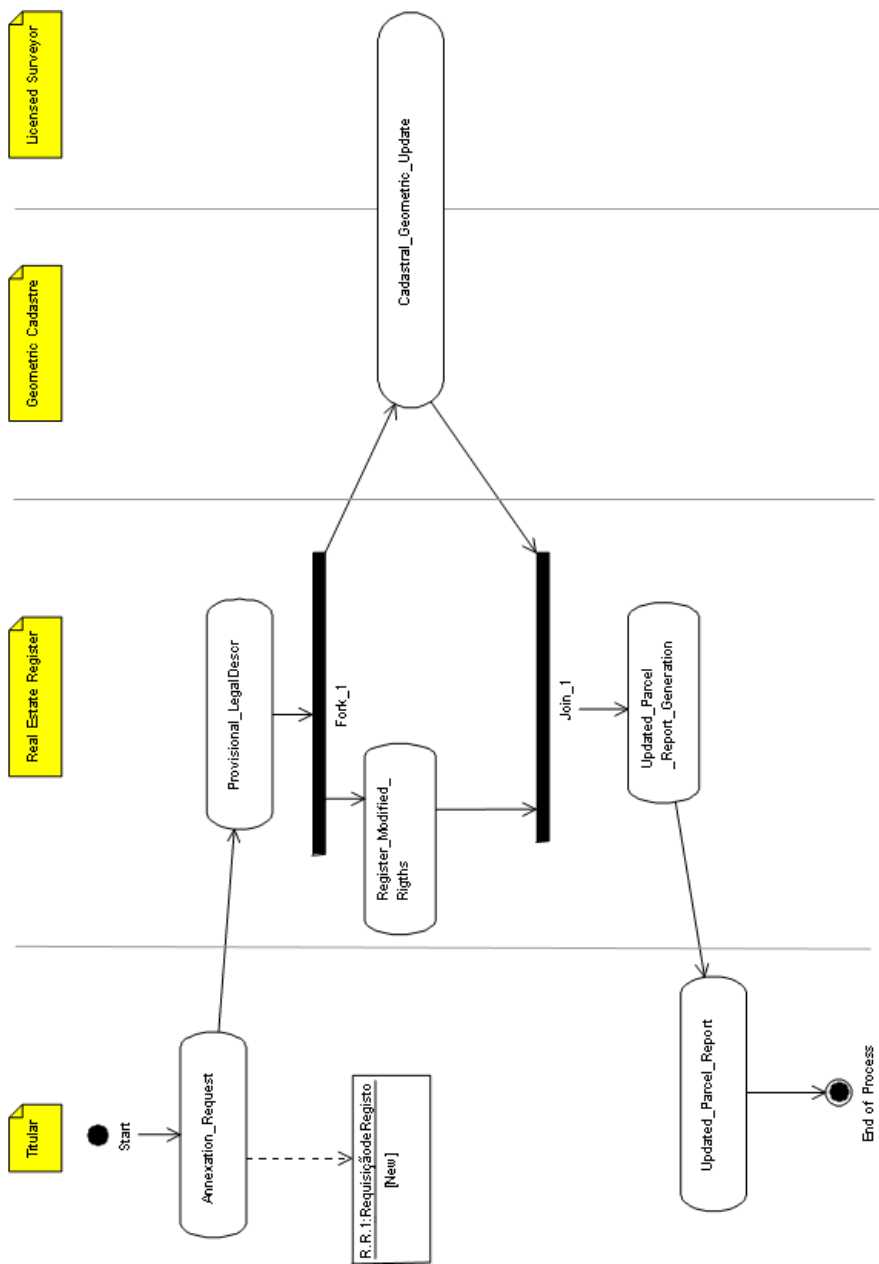 Titular
Real Estate Register
Geometric Cadastre
Licensed Surveyor
Start
Annexation_Request
R.R.1:RequisiçãodeRegisto
[New]
Provisional_LegalDescr
Fork_1
Register_Modified_
Rigths
Cadastral_Geometric_Update
Join_1
Updated_Parcel
_Report_Generation
Updated_Parcel_Report
End of Process